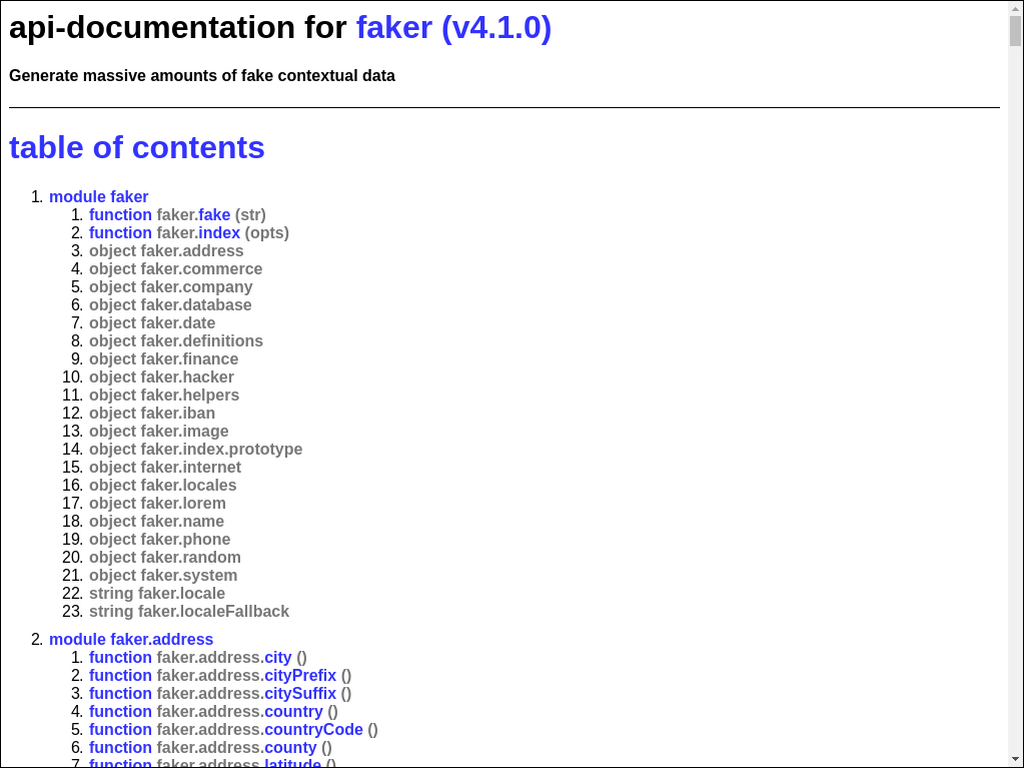 api-documentation for faker (v4.1.0)
Generate massive amounts of fake contextual data
table of contents
1. module faker
1. function faker.fake (str)
2. function faker.index (opts)
3. object faker.address
4. object faker.commerce
5. object faker.company
6. object faker.database
7. object faker.date
8. object faker.definitions
9. object faker.finance
10. object faker.hacker
11. object faker.helpers
12. object faker.iban
13. object faker.image
14. object faker.index.prototype
15. object faker.internet
16. object faker.locales
17. object faker.lorem
18. object faker.name
19. object faker.phone
20. object faker.random
21. object faker.system
22. string faker.locale
23. string faker.localeFallback
2. module faker.address
1. function faker.address.city ()
2. function faker.address.cityPrefix ()
3. function faker.address.citySuffix ()
4. function faker.address.country ()
5. function faker.address.countryCode ()
6. function faker.address.county ()
7. function faker.address.latitude ()